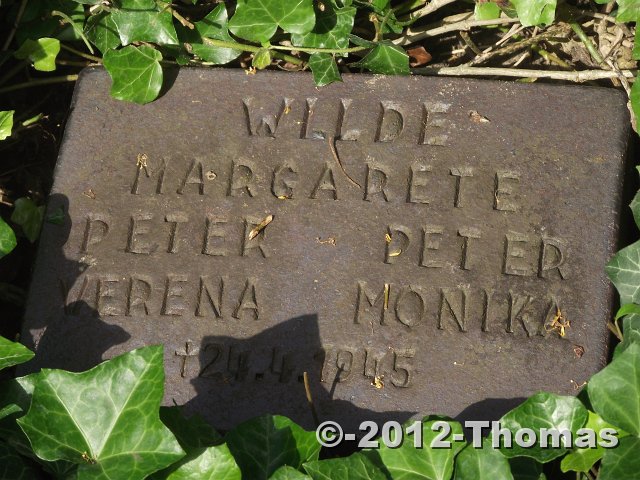 WILDE
MARGARETE
PETER - PETER
VERENA MONIKA
†24.4.1945
©-2012-Thomas